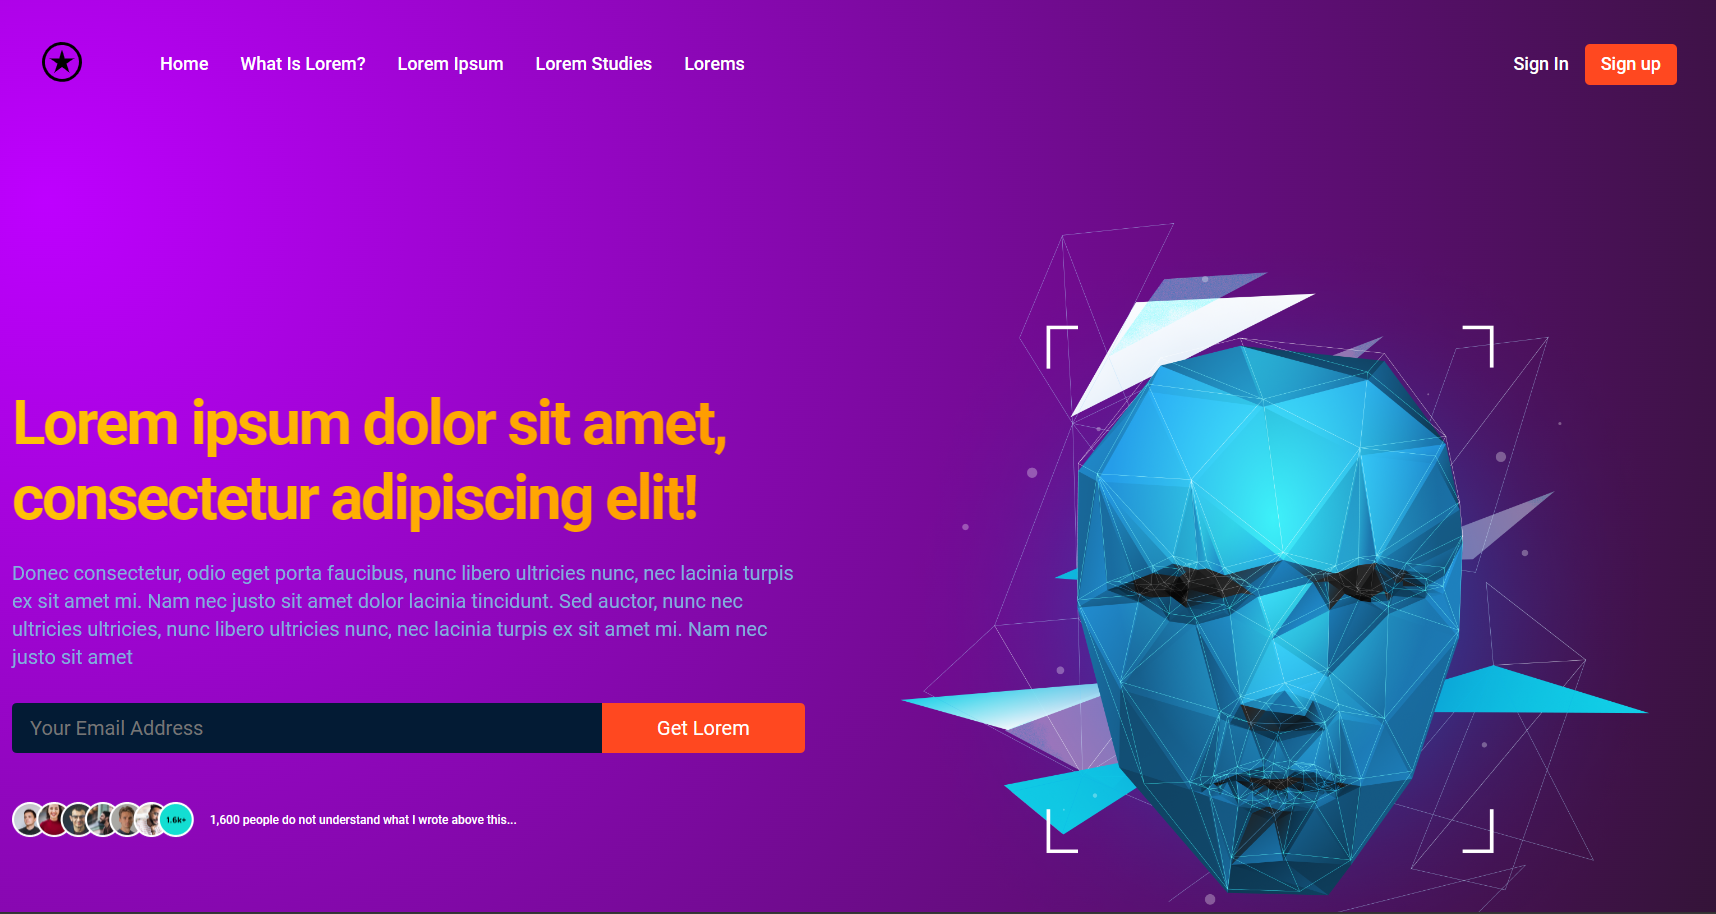 Home What Is Lorem? Lorem Ipsum Lorem Studies Lorems Sign In Sign up
Lorem ipsum dolor sit amet,
consectetur adipiscing elit!
Donec consectetur, odio eget porta faucibus, nunc libero ultricies nunc, nec lacinia turpis
ex sit amet mi. Nam nec justo sit amet dolor lacinia tincidunt. Sed auctor, nunc nec
ultricies ultricies, nunc libero ultricies nunc, nec lacinia turpis ex sit amet mi. Nam nec
justo sit amet
Your Email Address Get Lorem
1.6k+ 1,600 people do not understand what I wrote above this...